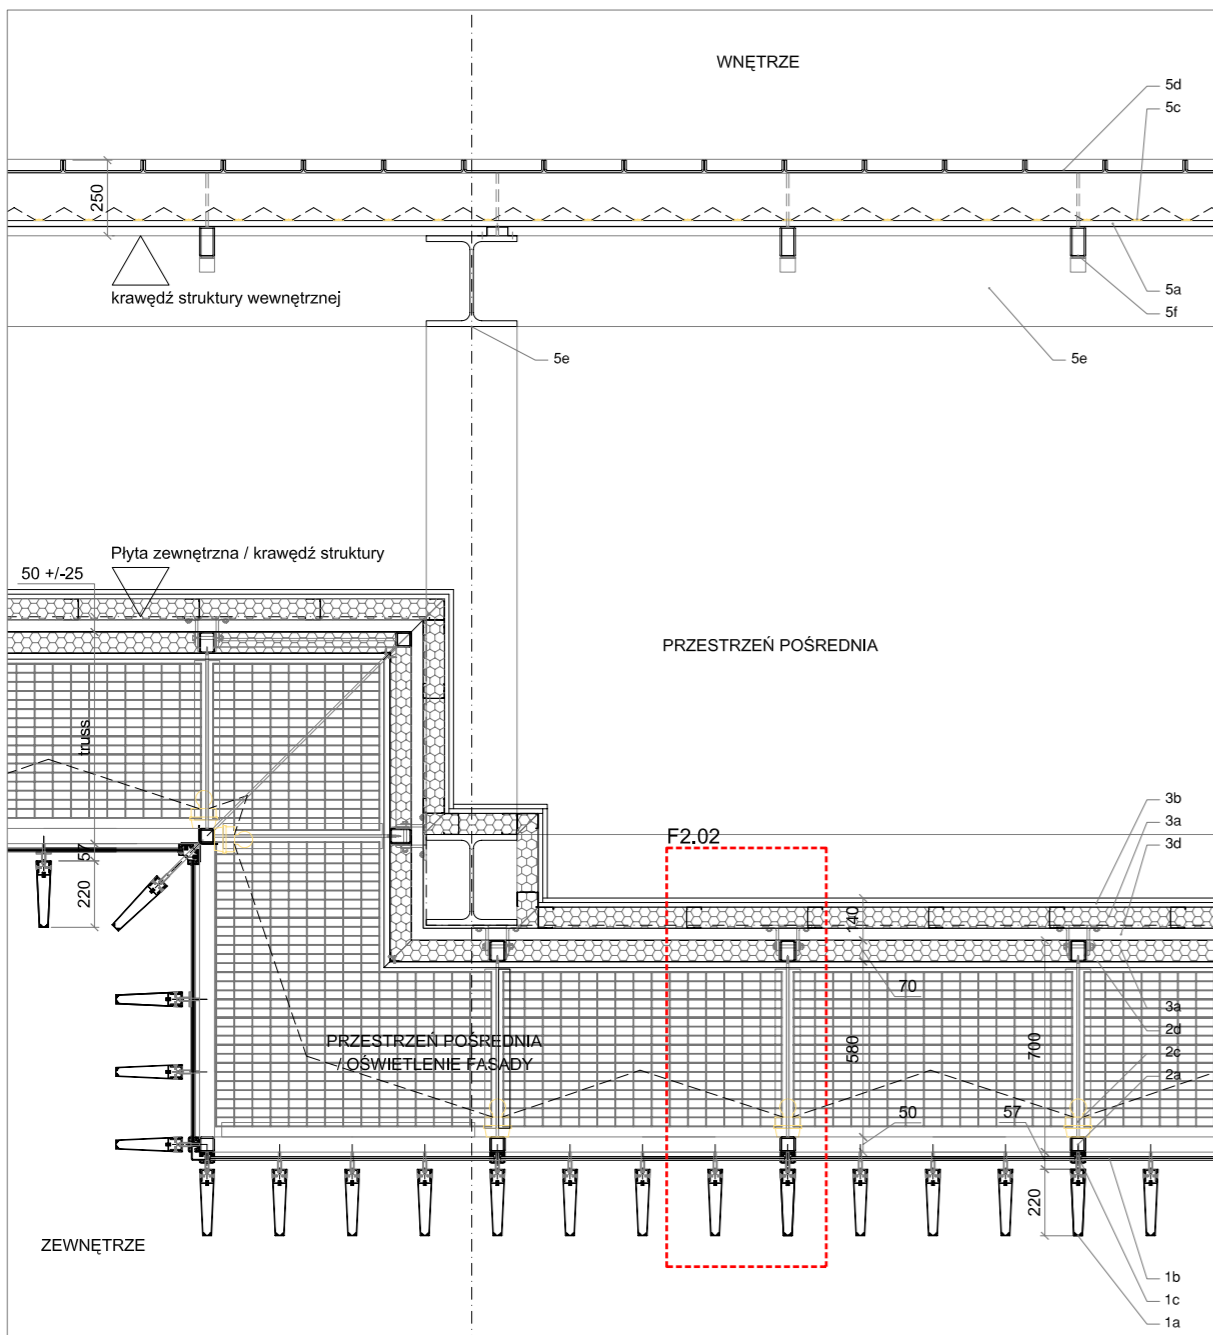 WNĘTRZE
5d
5c
250
krawędź struktury wewnętrznej
5a
5f
5e
5e
Płyta zewnętrzna / krawędź struktury
50 +/-25
PRZESTRZEŃ POŚREDNIA
truss
3b
3a
3d
F2.02
57
220
140
70
3a
2d
2c
2a
PRZESTRZEŃ POŚREDNIA
/ OŚWIETLENIE FASADY
580
700
50
57
220
ZEWNĘTRZE
1b
1c
1a